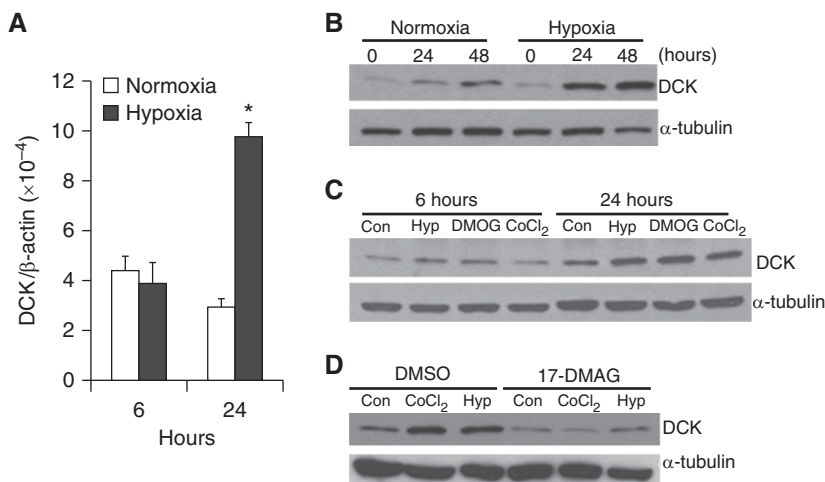 A
DCK/β-actin (×10⁻⁴)
12
10
8
6
4
2
0
Normoxia
Hypoxia
*
6 24
Hours
B
Normoxia Hypoxia
0 24 48 0 24 48 (hours)
DCK
α-tubulin
C
6 hours 24 hours
Con Hyp DMOG CoCl₂ Con Hyp DMOG CoCl₂
DCK
α-tubulin
D
DMSO 17-DMAG
Con CoCl₂ Hyp Con CoCl₂ Hyp
DCK
α-tubulin